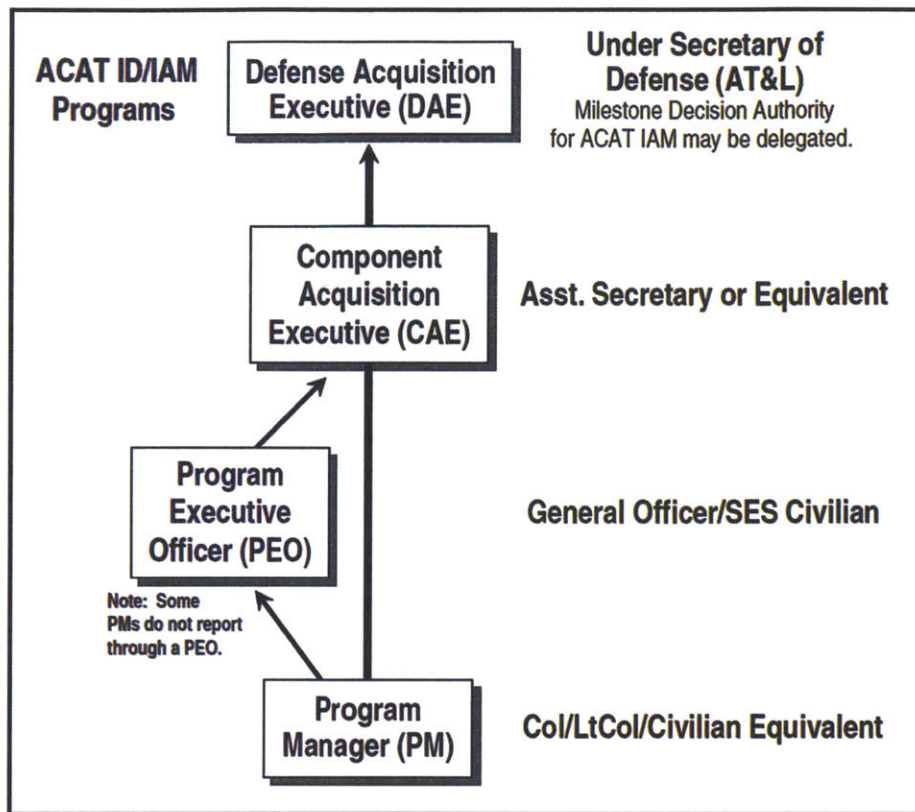 ACAT ID/IAM
Programs
Defense Acquisition
Executive (DAE)
Under Secretary of
Defense (AT&L)
Milestone Decision Authority
for ACAT IAM may be delegated.
Component
Acquisition
Executive (CAE)
Asst. Secretary or Equivalent
Program
Executive
Officer (PEO)
General Officer/SES Civilian
Note: Some
PMs do not report
through a PEO.
Program
Manager (PM)
Col/LtCol/Civilian Equivalent